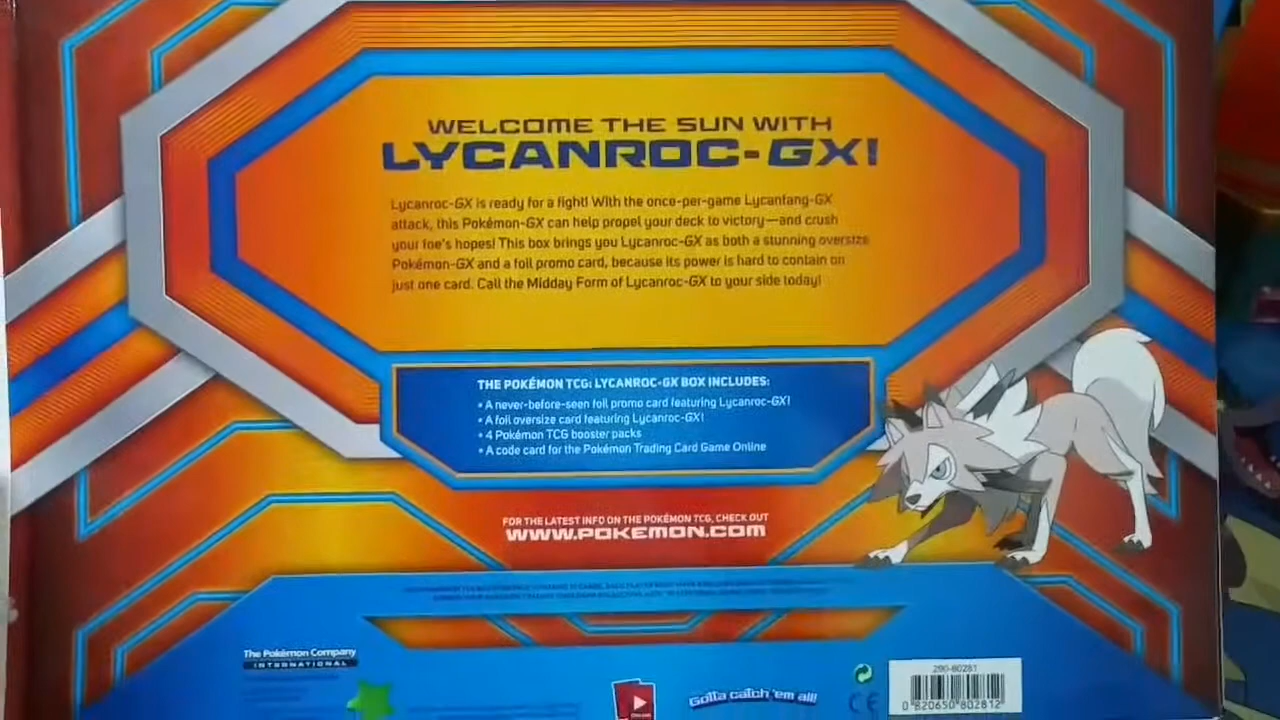 WELCOME THE SUN WITH
LYCANROC-GX!
Lycanroc-GX is ready for a fight! With the once-per-game Lycanfang-GX
attack, this Pokémon-GX can help propel your deck to victory—and crush
your foe's hopes! This box brings you Lycanroc-GX as both a stunning oversize
Pokémon-GX and a foil promo card, because its power is hard to contain on
just one card. Call the Midday Form of Lycanroc-GX to your side today!
THE POKÉMON TCG: LYCANROC-GX BOX INCLUDES:
• A never-before-seen foil promo card featuring Lycanroc-GX!
• A foil oversize card featuring Lycanroc-GX!
• 4 Pokémon TCG booster packs
• A code card for the Pokémon Trading Card Game Online
FOR THE LATEST INFO ON THE POKÉMON TCG, CHECK OUT
WWW.POKEMON.COM
The Pokémon Company
INTERNATIONAL
Gotta catch 'em all!
CE
290-80281
0 820650 802812